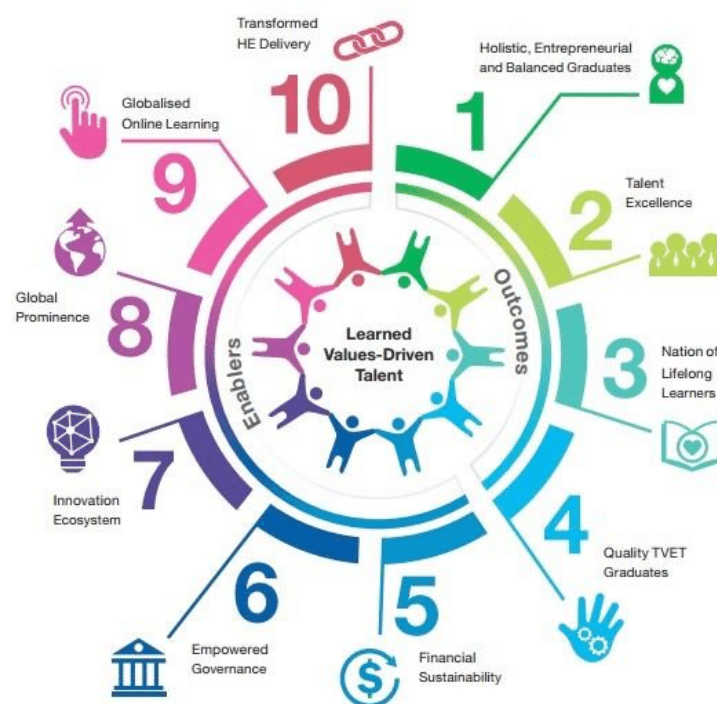 Transformed
HE Delivery
10
1
Holistic, Entrepreneurial
and Balanced Graduates
Globalised
Online Learning
9
2
Talent
Excellence
Global
Prominence
8
3
Nation of
Lifelong
Learners
Enablers
Outcomes
Learned
Values-Driven
Talent
7
Innovation
Ecosystem
4
Quality TVET
Graduates
6
Empowered
Governance
5
Financial
Sustainability
$